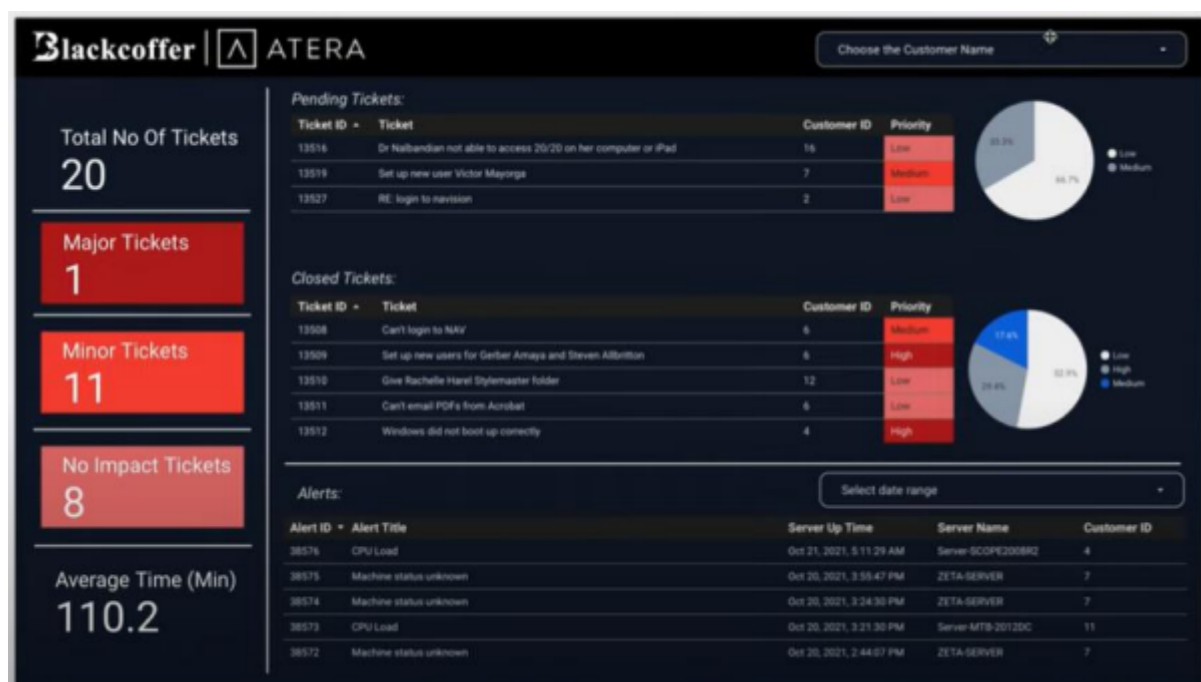 Blackcoffer | ATERA
Choose the Customer Name
Total No Of Tickets
20
Major Tickets
1
Minor Tickets
11
No Impact Tickets
8
Average Time (Min)
110.2
Pending Tickets:
Ticket ID Ticket Customer ID Priority
13516 Dr Nalbandian not able to access 20/20 on her computer or iPad 16 Low
13519 Set up new user Victor Mayorga 7 Medium
13527 RE: login to navision 2 Low
33.3%
66.7%
Low
Medium
Closed Tickets:
Ticket ID Ticket Customer ID Priority
13508 Can't login to NAV 6 Medium
13509 Set up new users for Gerber Amaya and Steven Allbritton 6 High
13510 Give Rachelle Harel Stylemaster folder 12 Low
13511 Can't email PDFs from Acrobat 6 Low
13512 Windows did not boot up correctly 4 High
17.6%
29.4%
52.9%
Low
High
Medium
Alerts:
Select date range
Alert ID Alert Title Server Up Time Server Name Customer ID
38576 CPU Load Oct 21, 2021, 5:11:29 AM Server-SCOPE2008R2 4
38575 Machine status unknown Oct 20, 2021, 3:55:47 PM ZETA-SERVER 7
38574 Machine status unknown Oct 20, 2021, 3:24:30 PM ZETA-SERVER 7
38573 CPU Load Oct 20, 2021, 3:21:30 PM Server-MTB-2012DC 11
38572 Machine status unknown Oct 20, 2021, 2:44:07 PM ZETA-SERVER 7